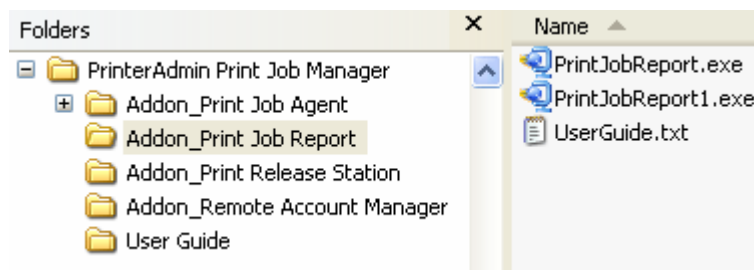 Folders
PrinterAdmin Print Job Manager
Addon_Print Job Agent
Addon_Print Job Report
Addon_Print Release Station
Addon_Remote Account Manager
User Guide
Name
PrintJobReport.exe
PrintJobReport1.exe
UserGuide.txt